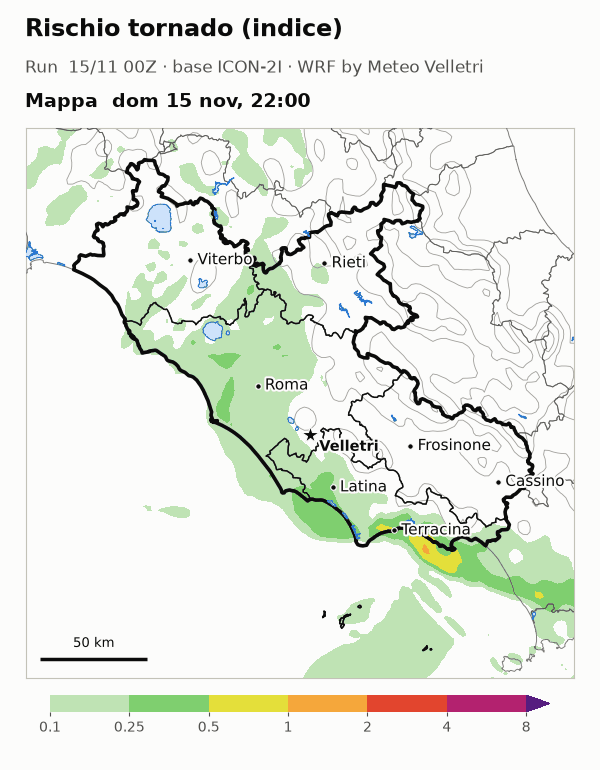 Rischio tornado (indice)
Run  15/11 00Z · base ICON-2I · WRF by Meteo Velletri
Mappa  dom 15 nov, 22:00
Viterbo
Rieti
Roma
Velletri
Frosinone
Cassino
Latina
Terracina
50 km
0.1 0.25 0.5 1 2 4 8